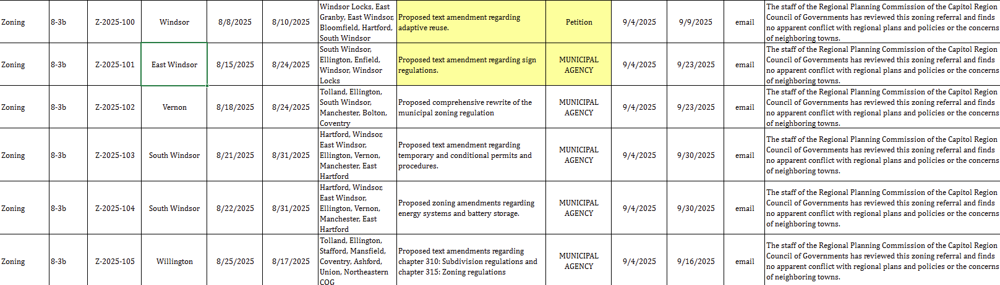 Zoning 8-3b Z-2025-100 Windsor 8/8/2025 8/10/2025
Windsor Locks, East
Granby, East Windsor,
Bloomfield, Hartford,
South Windsor
Proposed text amendment regarding
adaptive reuse.
Petition 9/4/2025 9/9/2025 email
The staff of the Regional Planning Commission of the Capitol Region
Council of Governments has reviewed this zoning referral and finds
no apparent conflict with regional plans and policies or the concerns
of neighboring towns.
Zoning 8-3b Z-2025-101 East Windsor 8/15/2025 8/24/2025
South Windsor,
Ellington, Enfield,
Windsor, Windsor
Locks
Proposed text amendment regarding sign
regulations.
MUNICIPAL
AGENCY
9/4/2025 9/23/2025 email
The staff of the Regional Planning Commission of the Capitol Region
Council of Governments has reviewed this zoning referral and finds
no apparent conflict with regional plans and policies or the concerns
of neighboring towns.
Zoning 8-3b Z-2025-102 Vernon 8/18/2025 8/24/2025
Tolland, Ellington,
South Windsor,
Manchester, Bolton,
Coventry
Proposed comprehensive rewrite of the
municipal zoning regulation
MUNICIPAL
AGENCY
9/4/2025 9/23/2025 email
The staff of the Regional Planning Commission of the Capitol Region
Council of Governments has reviewed this zoning referral and finds
no apparent conflict with regional plans and policies or the concerns
of neighboring towns.
Zoning 8-3b Z-2025-103 South Windsor 8/21/2025 8/31/2025
Hartford, Windsor,
East Windsor,
Ellington, Vernon,
Manchester, East
Hartford
Proposed text amendment regarding
temporary and conditional permits and
procedures.
MUNICIPAL
AGENCY
9/4/2025 9/30/2025 email
The staff of the Regional Planning Commission of the Capitol Region
Council of Governments has reviewed this zoning referral and finds
no apparent conflict with regional plans and policies or the concerns
of neighboring towns.
Zoning 8-3b Z-2025-104 South Windsor 8/22/2025 8/31/2025
Hartford, Windsor,
East Windsor,
Ellington, Vernon,
Manchester, East
Hartford
Proposed zoning amendments regarding
energy systems and battery storage.
MUNICIPAL
AGENCY
9/4/2025 9/30/2025 email
The staff of the Regional Planning Commission of the Capitol Region
Council of Governments has reviewed this zoning referral and finds
no apparent conflict with regional plans and policies or the concerns
of neighboring towns.
Zoning 8-3b Z-2025-105 Willington 8/25/2025 8/17/2025
Tolland, Ellington,
Stafford, Mansfield,
Coventry, Ashford,
Union, Northeastern
COG
Proposed text amendments regarding
chapter 310: Subdivision regulations and
chapter 315: Zoning regulations
MUNICIPAL
AGENCY
9/4/2025 9/16/2025 email
The staff of the Regional Planning Commission of the Capitol Region
Council of Governments has reviewed this zoning referral and finds
no apparent conflict with regional plans and policies or the concerns
of neighboring towns.